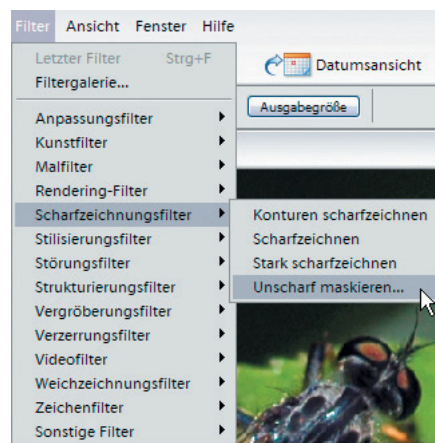 Filter Ansicht Fenster Hilfe
Letzter Filter Strg+F
Filtergalerie...
Datumsansicht
Ausgabegröße
Anpassungsfilter
Kunstfilter
Malfilter
Rendering-Filter
Scharfzeichnungsfilter
Stilisierungsfilter
Störungsfilter
Strukturierungsfilter
Vergröberungsfilter
Verzerrungsfilter
Videofilter
Weichzeichnungsfilter
Zeichenfilter
Sonstige Filter
Konturen scharfzeichnen
Scharfzeichnen
Stark scharfzeichnen
Unscharf maskieren...